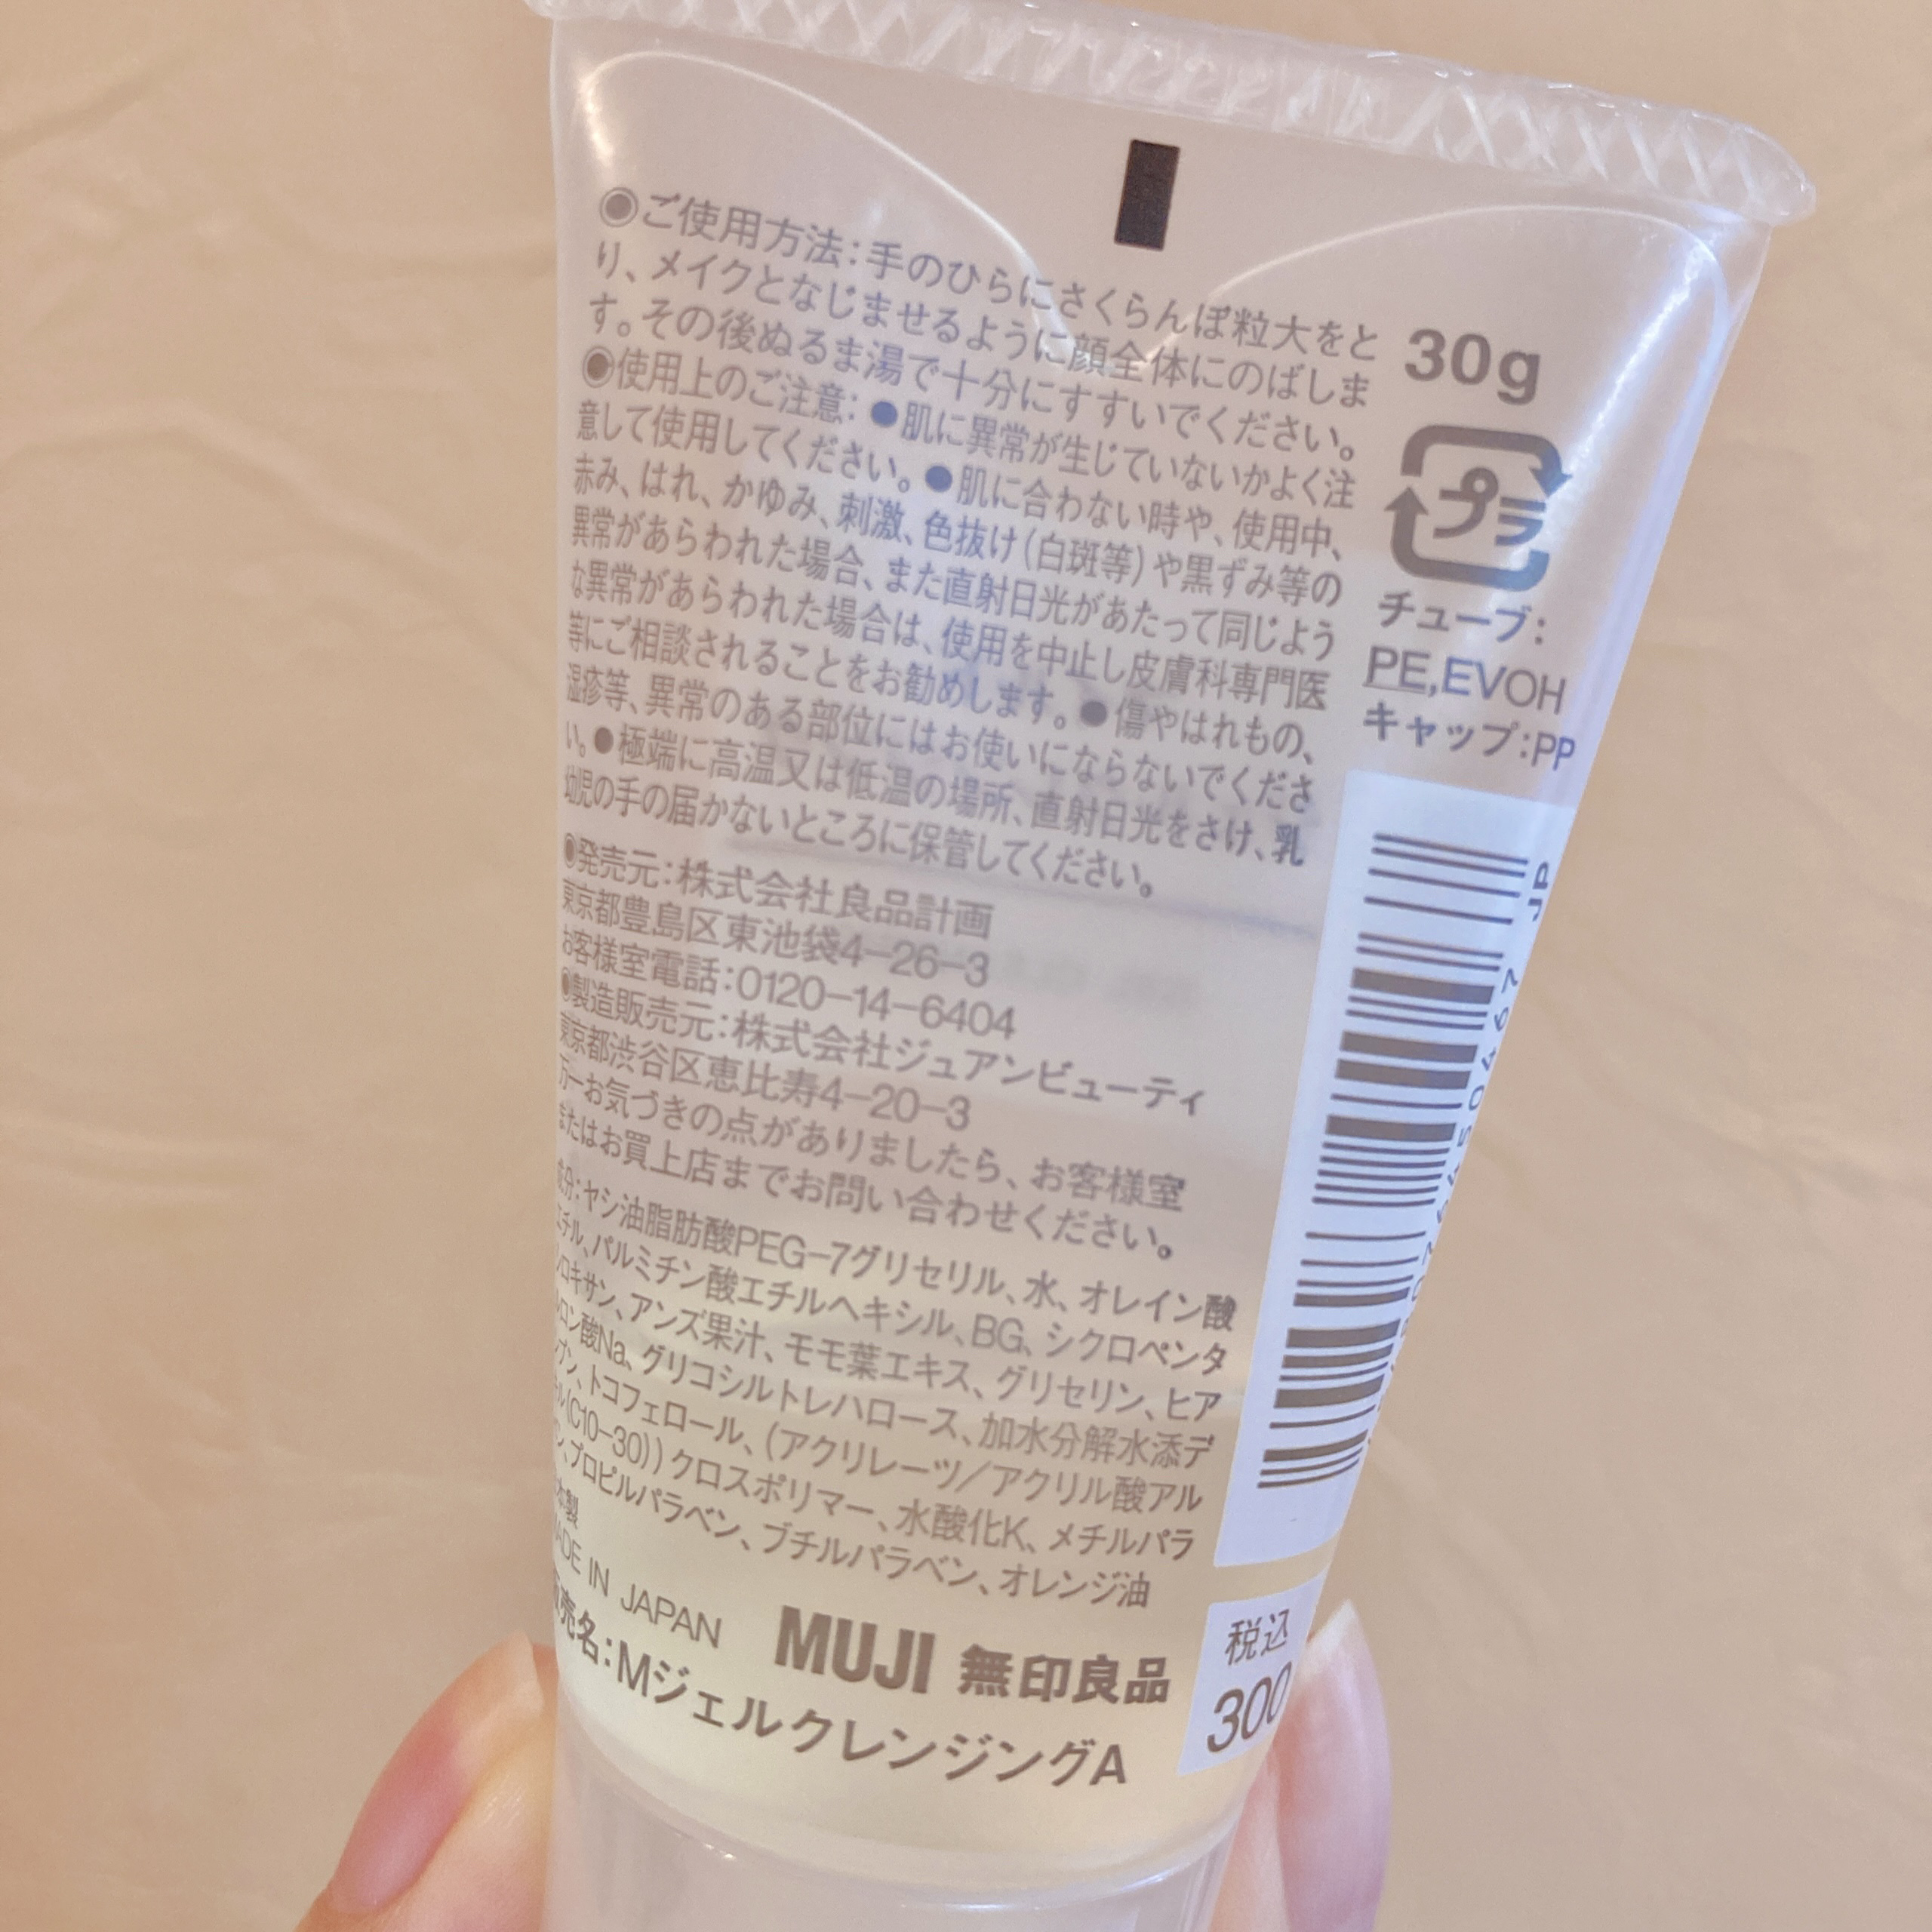 ◉ご使用方法：手のひらにさくらんぼ粒大をと
り、メイクとなじませるように顔全体にのばしま
す。その後ぬるま湯で十分にすすいでください。
◉使用上のご注意：●肌に異常が生じていないかよく注
意して使用してください。●肌に合わない時や、使用中、
赤み、はれ、かゆみ、刺激、色抜け（白斑等）や黒ずみ等の
異常があらわれた場合、また直射日光があたって同じよう
な異常があらわれた場合は、使用を中止し皮膚科専門医
等にご相談されることをお勧めします。●傷やはれもの、
湿疹等、異常のある部位にはお使いにならないでくださ
い。●極端に高温又は低温の場所、直射日光をさけ、乳
幼児の手の届かないところに保管してください。
◉発売元：株式会社良品計画
東京都豊島区東池袋4-26-3
お客様室電話：0120-14-6404
◉製造販売元：株式会社ジュアンビューティ
東京都渋谷区恵比寿4-20-3
万一お気づきの点がありましたら、お客様室
またはお買上店までお問い合わせください。
成分：ヤシ油脂肪酸PEG-7グリセリル、水、オレイン酸
エチル、パルミチン酸エチルヘキシル、BG、シクロペンタ
シロキサン、アンズ果汁、モモ葉エキス、グリセリン、ヒア
ルロン酸Na、グリコシルトレハロース、加水分解水添デ
ンプン、トコフェロール、（アクリレーツ／アクリル酸アル
キル（C10-30））クロスポリマー、水酸化K、メチルパラ
ベン、プロピルパラベン、ブチルパラベン、オレンジ油
日本製
MADE IN JAPAN
MUJI 無印良品
販売名：MジェルクレンジングA
30g
プラ
チューブ：
PE,EVOH
キャップ：PP
税込
300